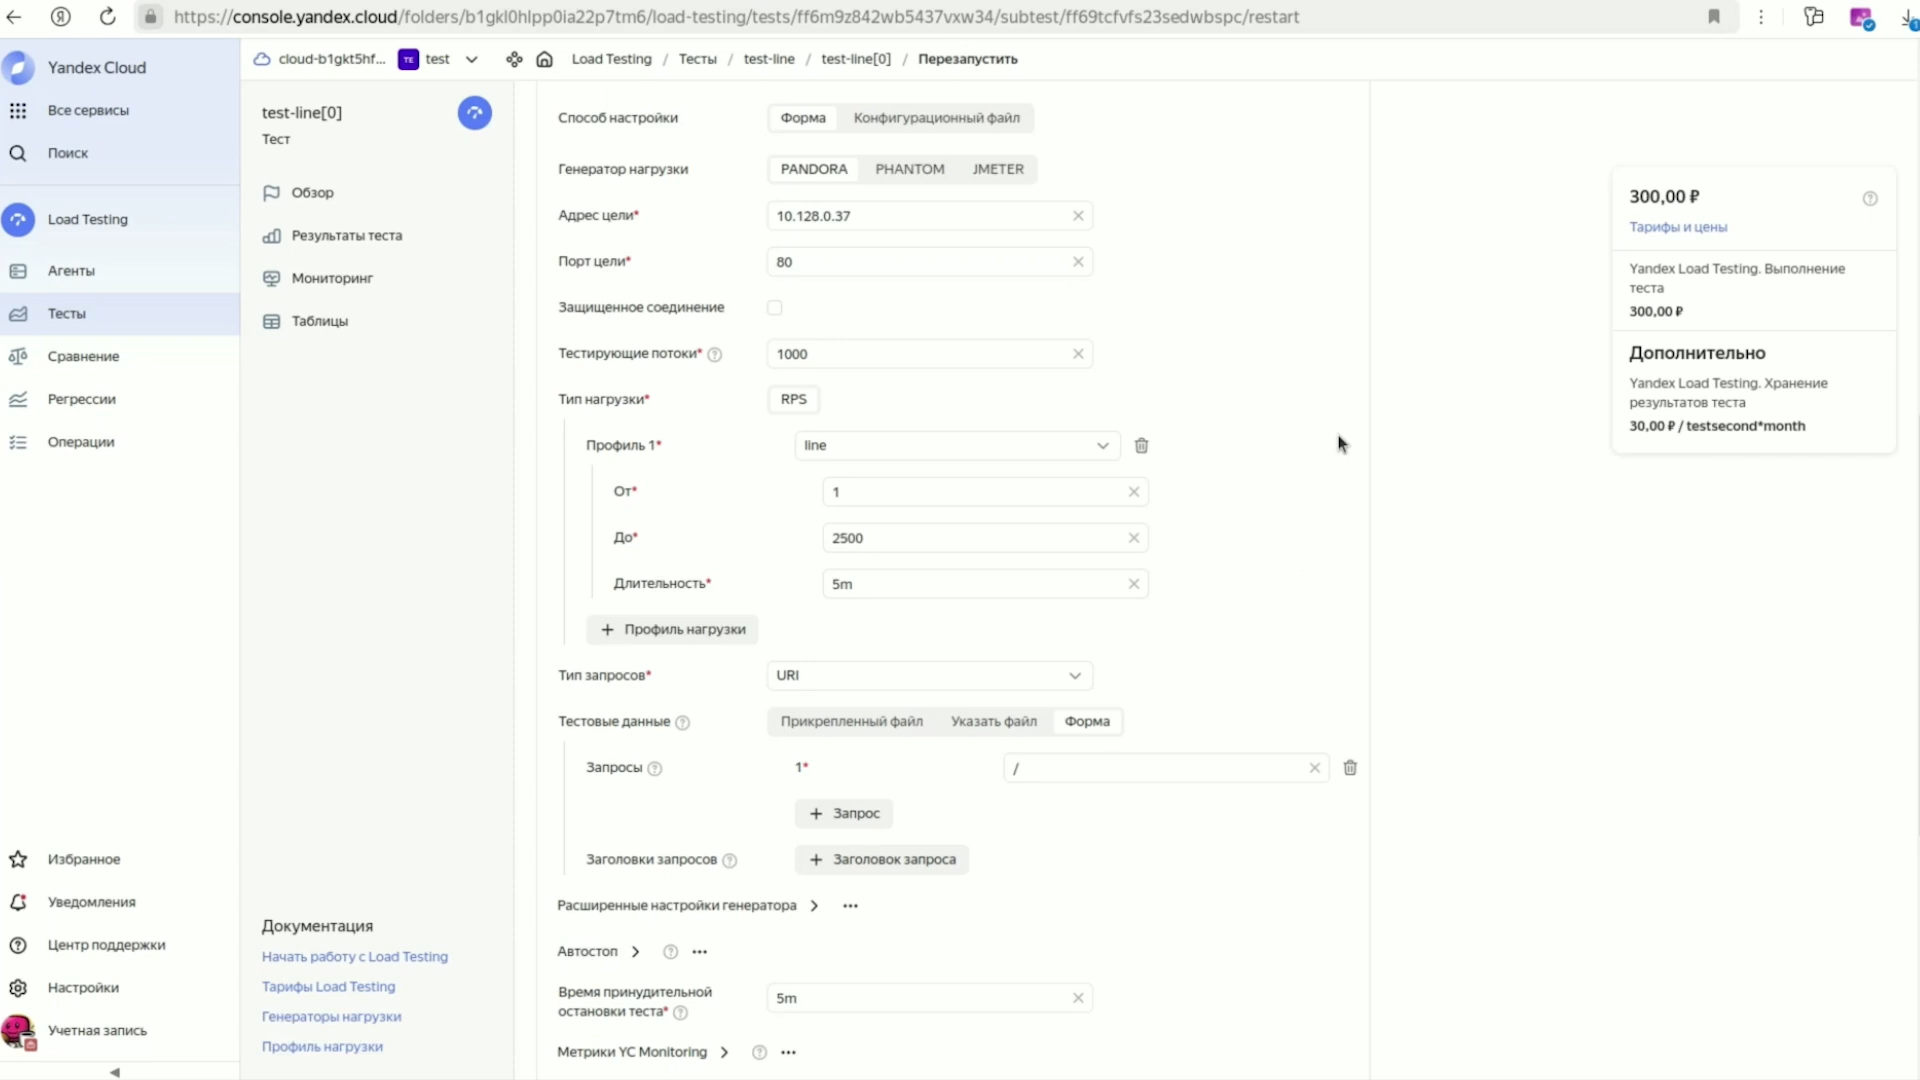 https://console.yandex.cloud/folders/b1gkl0hlpp0ia22p7tm6/load-testing/tests/ff6m9z842wb5437vxw34/subtest/ff69tcfvfs23sedwbspc/restart
Yandex Cloud
Все сервисы
Поиск
Load Testing
Агенты
Тесты
Сравнение
Регрессии
Операции
Избранное
Уведомления
Центр поддержки
Настройки
Учетная запись
cloud-b1gkt5hf... TE test Load Testing / Тесты / test-line / test-line[0] / Перезапустить
test-line[0]
Тест
Обзор
Результаты теста
Мониторинг
Таблицы
Документация
Начать работу с Load Testing
Тарифы Load Testing
Генераторы нагрузки
Профиль нагрузки
Способ настройки Форма Конфигурационный файл
Генератор нагрузки PANDORA PHANTOM JMETER
Адрес цели* 10.128.0.37
Порт цели* 80
Защищенное соединение
Тестирующие потоки* 1000
Тип нагрузки* RPS
Профиль 1* line
От* 1
До* 2500
Длительность* 5m
+ Профиль нагрузки
Тип запросов* URI
Тестовые данные Прикрепленный файл Указать файл Форма
Запросы 1* /
+ Запрос
Заголовки запросов + Заголовок запроса
Расширенные настройки генератора
Автостоп
Время принудительной
остановки теста* 5m
Метрики YC Monitoring
300,00 ₽
Тарифы и цены
Yandex Load Testing. Выполнение
теста
300,00 ₽
Дополнительно
Yandex Load Testing. Хранение
результатов теста
30,00 ₽ / testsecond*month